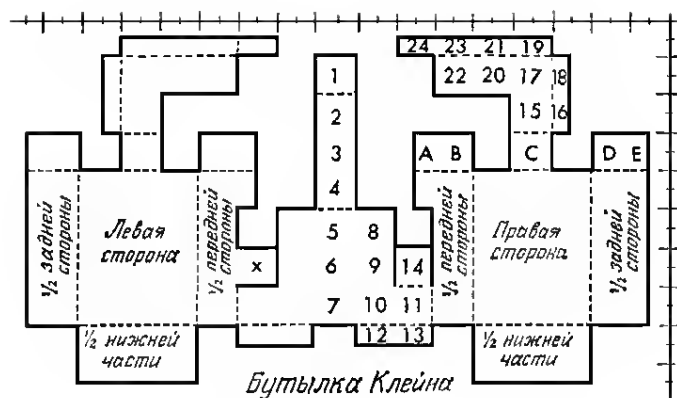 24 23 21 19
1 22 20 17 18
2 15 16
3 A B C D E
4
½ задней стороны
Левая сторона
½ передней стороны
5 8
x 6 9 14
7 10 11
12 13
½ передней стороны
Правая сторона
½ задней стороны
½ нижней части
½ нижней части
Бутылка Клейна